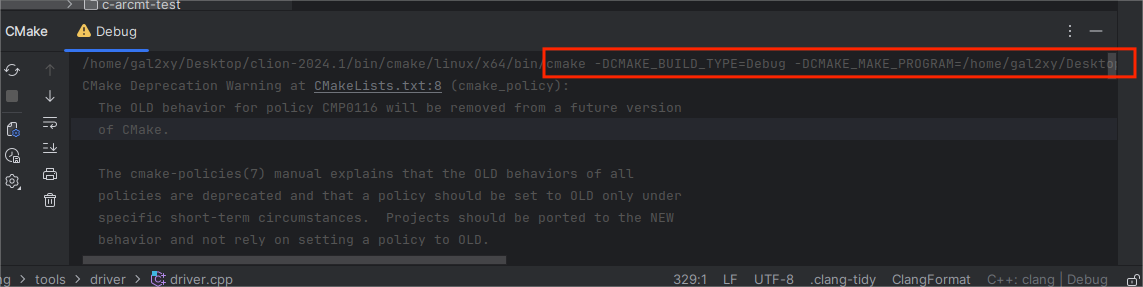 c-arcmt-test
CMake Debug
/home/gal2xy/Desktop/clion-2024.1/bin/cmake/linux/x64/bin/cmake -DCMAKE_BUILD_TYPE=Debug -DCMAKE_MAKE_PROGRAM=/home/gal2xy/Desktop
CMake Deprecation Warning at CMakeLists.txt:8 (cmake_policy):
The OLD behavior for policy CMP0116 will be removed from a future version
of CMake.
The cmake-policies(7) manual explains that the OLD behaviors of all
policies are deprecated and that a policy should be set to OLD only under
specific short-term circumstances.  Projects should be ported to the NEW
behavior and not rely on setting a policy to OLD.
ng > tools > driver > driver.cpp 329:1 LF UTF-8 .clang-tidy ClangFormat C++: clang | Debug